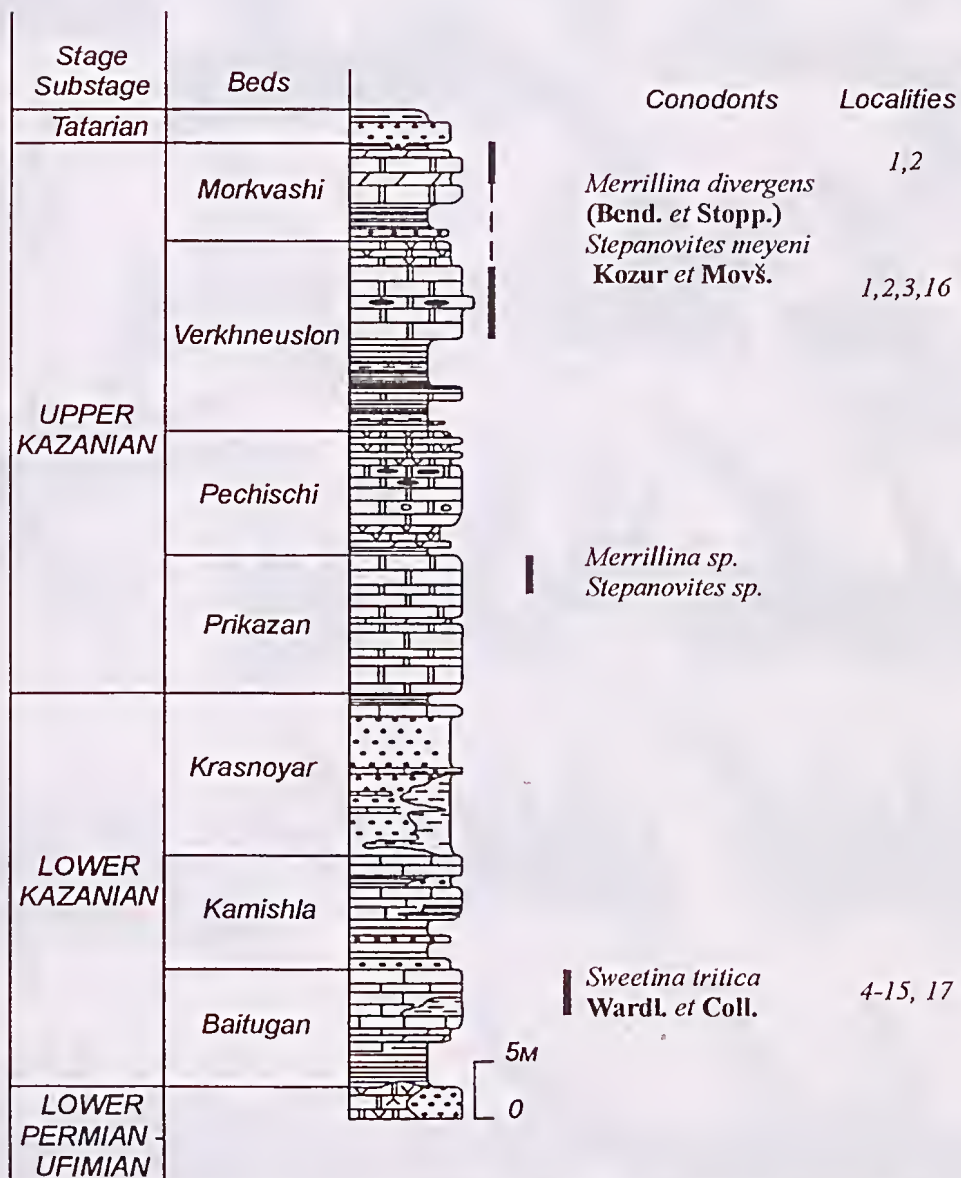 Stage
Substage
Beds
Conodonts
Localities
Tatarian
UPPER
KAZANIAN
LOWER
KAZANIAN
LOWER
PERMIAN -
UFIMIAN
Morkvashi
Verkhneuslon
Pechischi
Prikazan
Krasnoyar
Kamishla
Baitugan
5M
0
1,2
Merrillina divergens
(Bend. et Stopp.)
Stepanovites meyeni
Kozur et Movš.
1,2,3,16
Merrillina sp.
Stepanovites sp.
Sweetina tritica
Wardl. et Coll.
4-15, 17